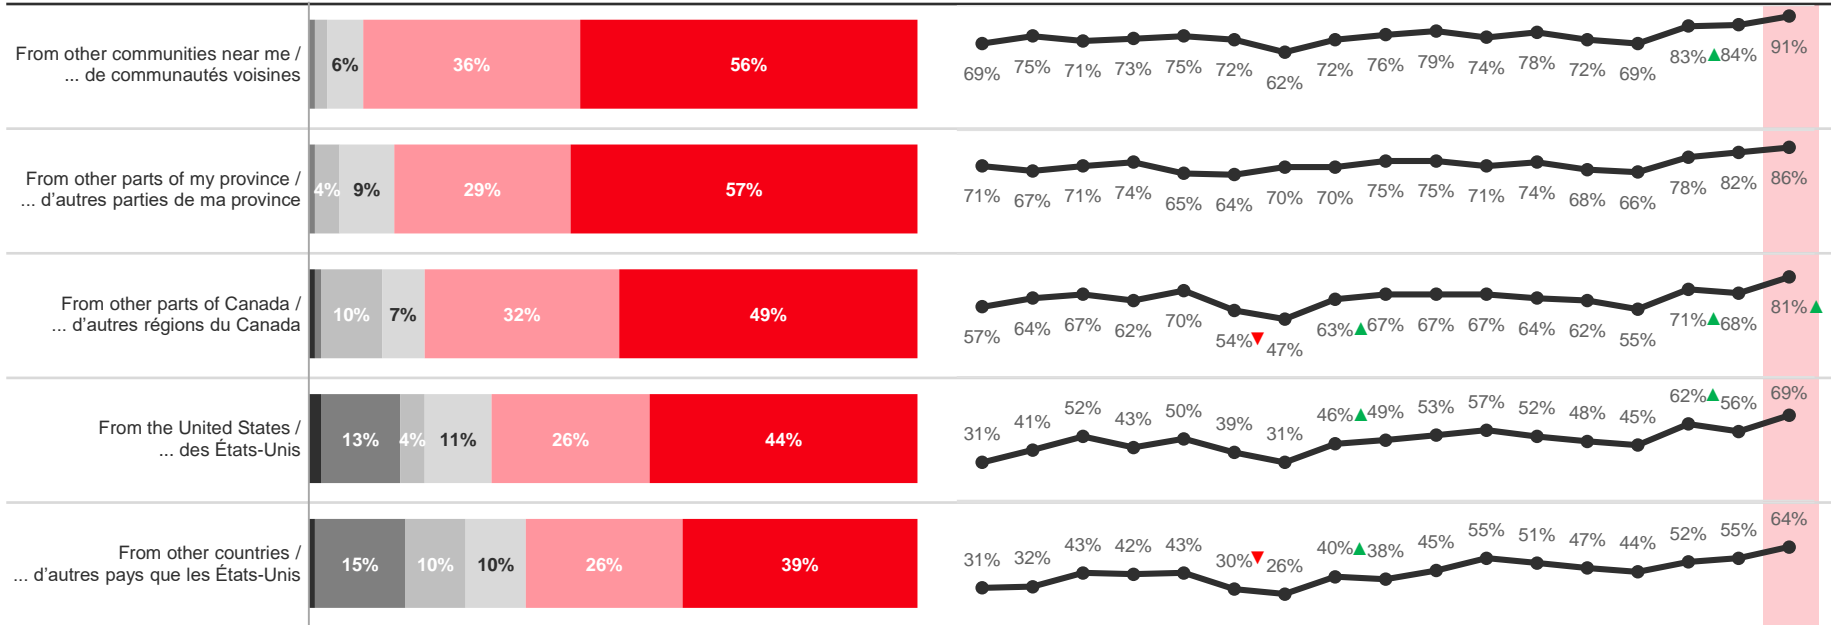 From other communities near me /
... de communautés voisines
6% 36% 56%
69% 75% 71% 73% 75% 72% 62% 72% 76% 79% 74% 78% 72% 69% 83% ▲84% 91%
From other parts of my province /
... d'autres parties de ma province
4% 9% 29% 57%
71% 67% 71% 74% 65% 64% 70% 70% 75% 75% 71% 74% 68% 66% 78% 82% 86%
From other parts of Canada /
... d'autres régions du Canada
10% 7% 32% 49%
57% 64% 67% 62% 70% 54%▼ 47% 63%▲ 67% 67% 67% 64% 62% 55% 71%▲ 68% 81%▲
From the United States /
... des États-Unis
13% 4% 11% 26% 44%
31% 41% 52% 43% 50% 39% 31% 46%▲ 49% 53% 57% 52% 48% 45% 62%▲ 56% 69%
From other countries /
... d'autres pays que les États-Unis
15% 10% 10% 26% 39%
31% 32% 43% 42% 43% 30%▼ 26% 40%▲ 38% 45% 55% 51% 47% 44% 52% 55% 64%